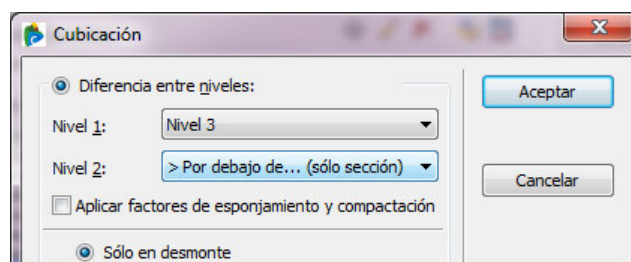 Cubicación
Diferencia entre niveles:
Aceptar
Nivel 1: Nivel 3
Nivel 2: > Por debajo de... (sólo sección)
Cancelar
Aplicar factores de esponjamiento y compactación
Sólo en desmonte